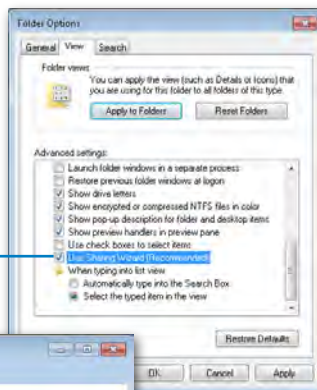 Folder Options
General View Search
Folder views
You can apply the view (such as Details or Icons) that
you are using for this folder to all folders of this type.
Apply to Folders Reset Folders
Advanced settings:
Launch folder windows in a separate process
Restore previous folder windows at logon
Show drive letters
Show encrypted or compressed NTFS files in color
Show pop-up description for folder and desktop items
Show preview handlers in preview pane
Use check boxes to select items
Use Sharing Wizard (Recommended)
When typing into list view
Automatically type into the Search Box
Select the typed item in the view
Restore Defaults
OK Cancel Apply